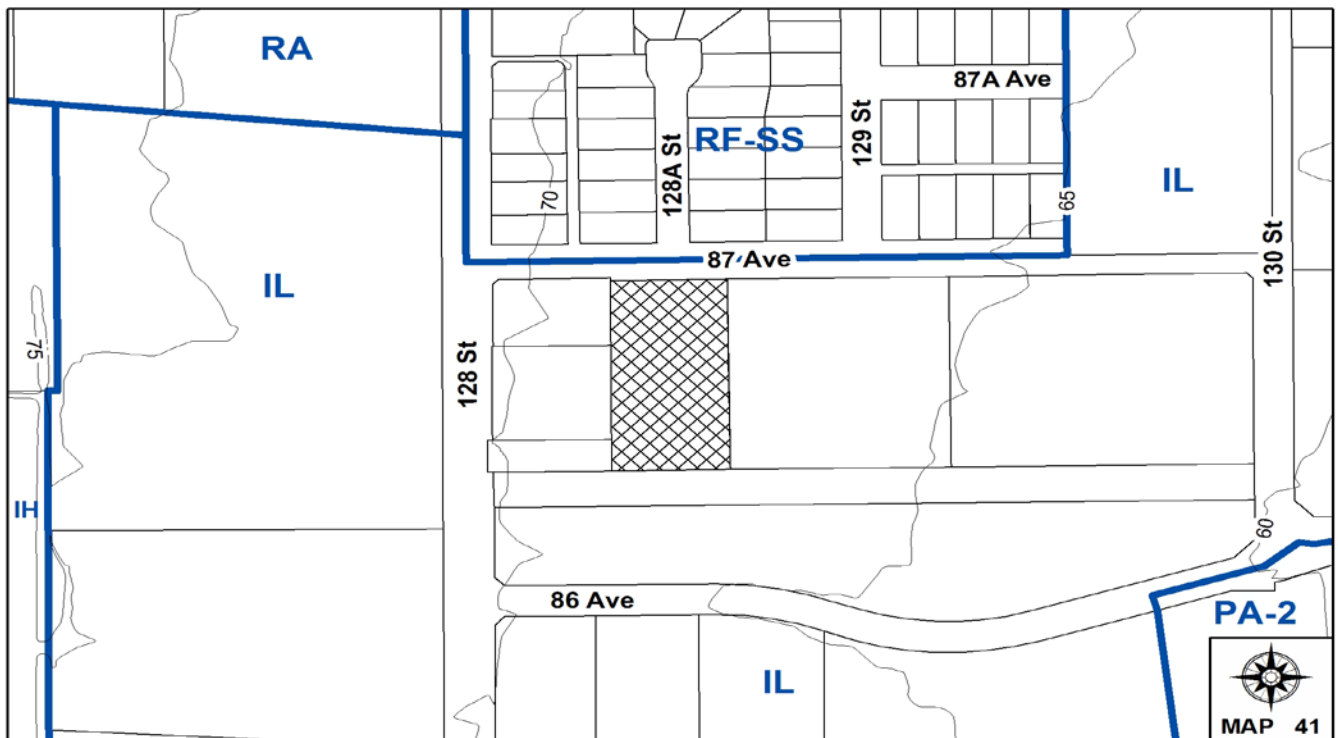 RA
87A Ave
128A St
RF-SS
129 St
IL
70
65
130 St
87 Ave
IL
75
128 St
IH
60
86 Ave
PA-2
IL
MAP 41